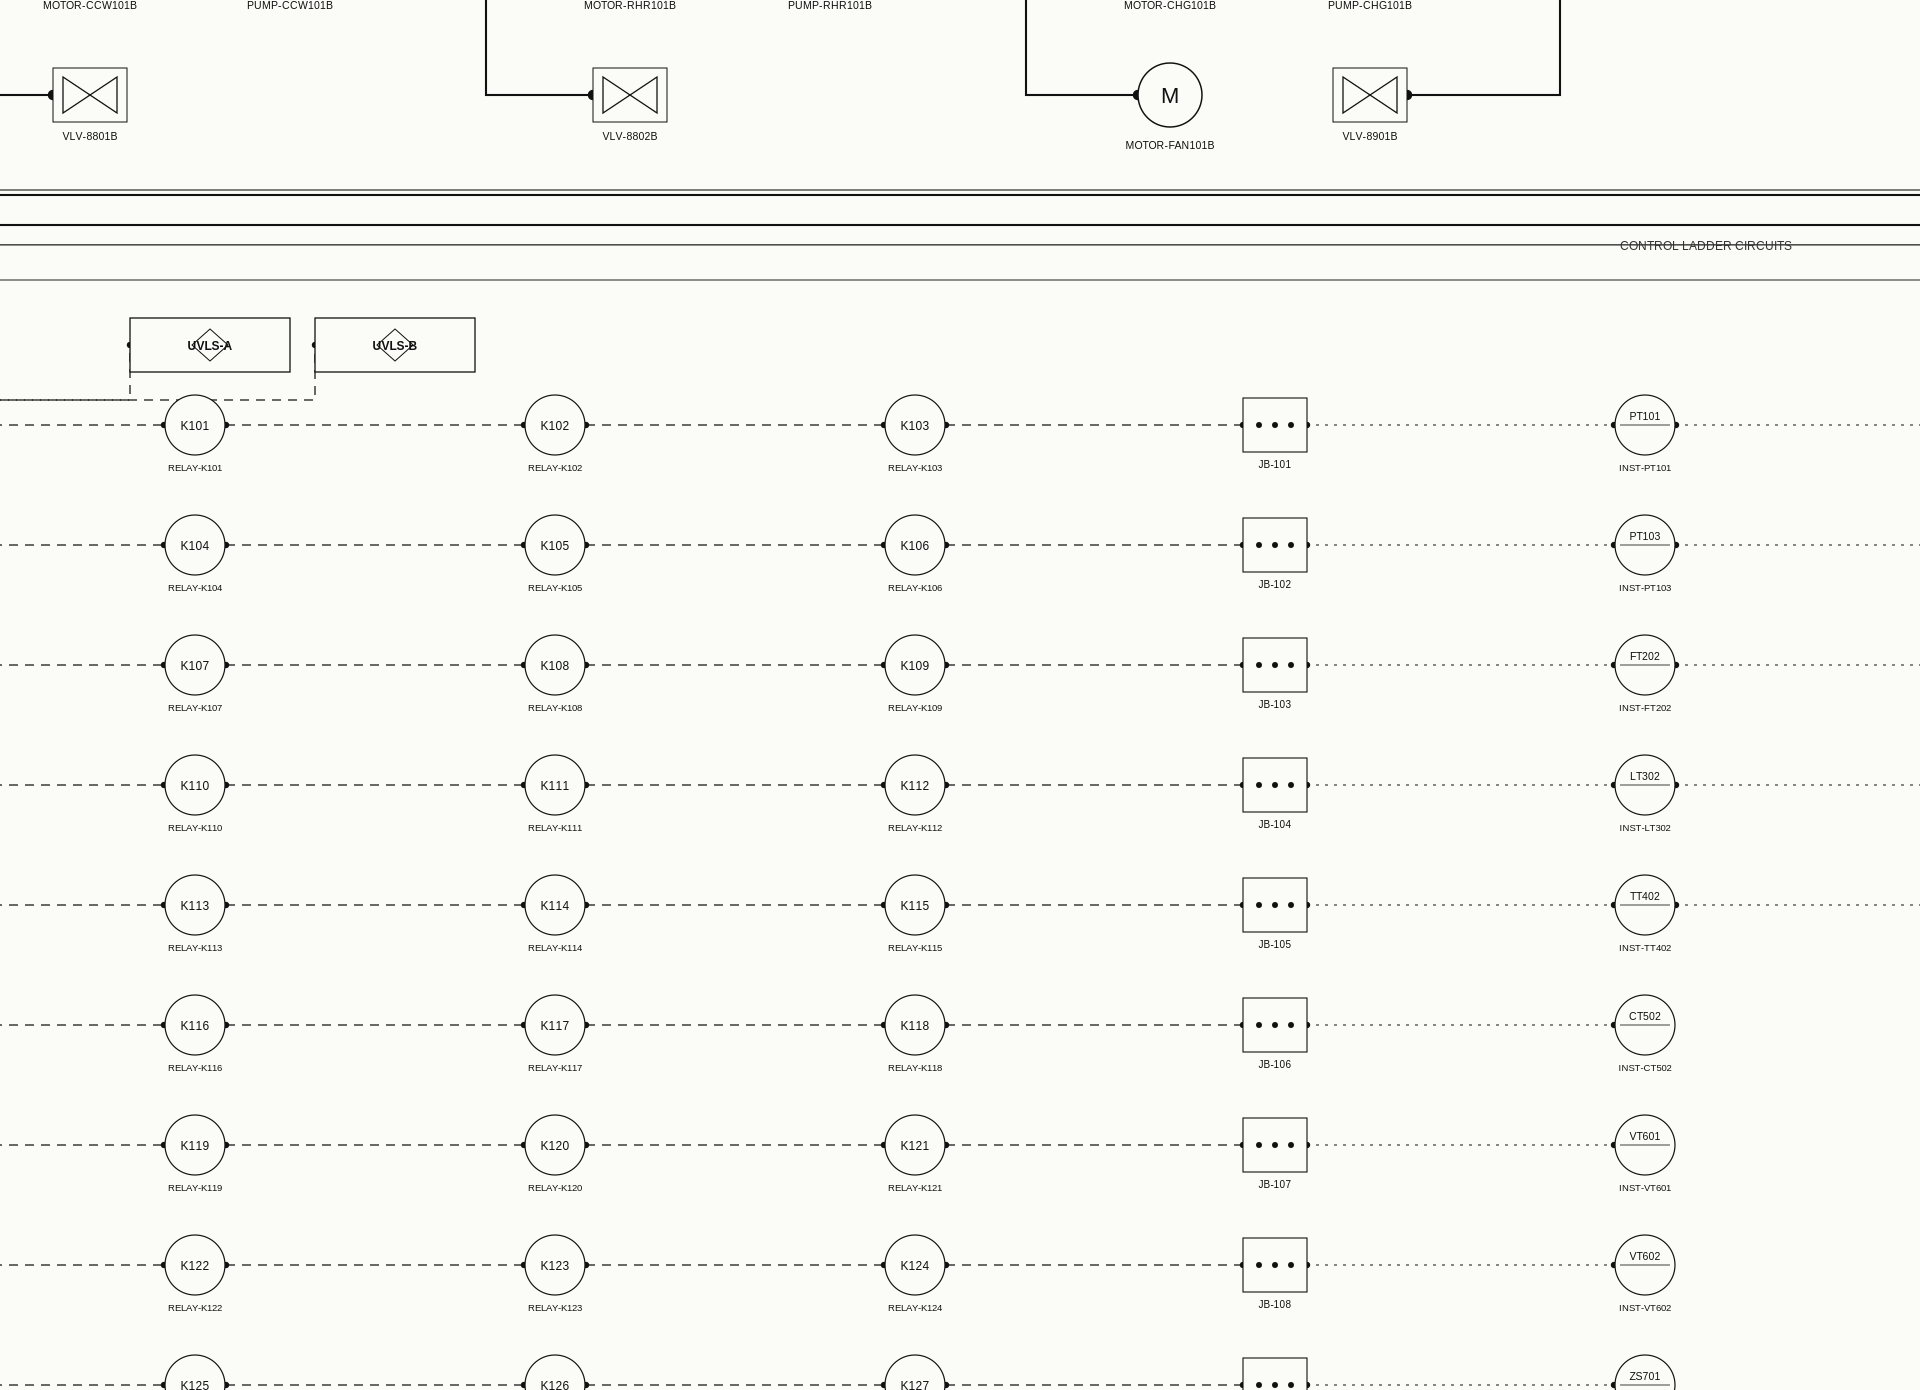 MOTOR-CCW101B PUMP-CCW101B MOTOR-RHR101B PUMP-RHR101B MOTOR-CHG101B PUMP-CHG101B
M
VLV-8801B VLV-8802B VLV-8901B
MOTOR-FAN101B
CONTROL LADDER CIRCUITS
UVLS-A UVLS-B
PT101
K101 K102 K103
JB-101
RELAY-K101 RELAY-K102 RELAY-K103 INST-PT101
PT103
K104 K105 K106
JB-102
RELAY-K104 RELAY-K105 RELAY-K106 INST-PT103
FT202
K107 K108 K109
JB-103
RELAY-K107 RELAY-K108 RELAY-K109 INST-FT202
LT302
K110 K111 K112
JB-104
RELAY-K110 RELAY-K111 RELAY-K112 INST-LT302
TT402
K113 K114 K115
JB-105
RELAY-K113 RELAY-K114 RELAY-K115 INST-TT402
CT502
K116 K117 K118
JB-106
RELAY-K116 RELAY-K117 RELAY-K118 INST-CT502
VT601
K119 K120 K121
JB-107
RELAY-K119 RELAY-K120 RELAY-K121 INST-VT601
VT602
K122 K123 K124
JB-108
RELAY-K122 RELAY-K123 RELAY-K124 INST-VT602
ZS701
K125 K126 K127